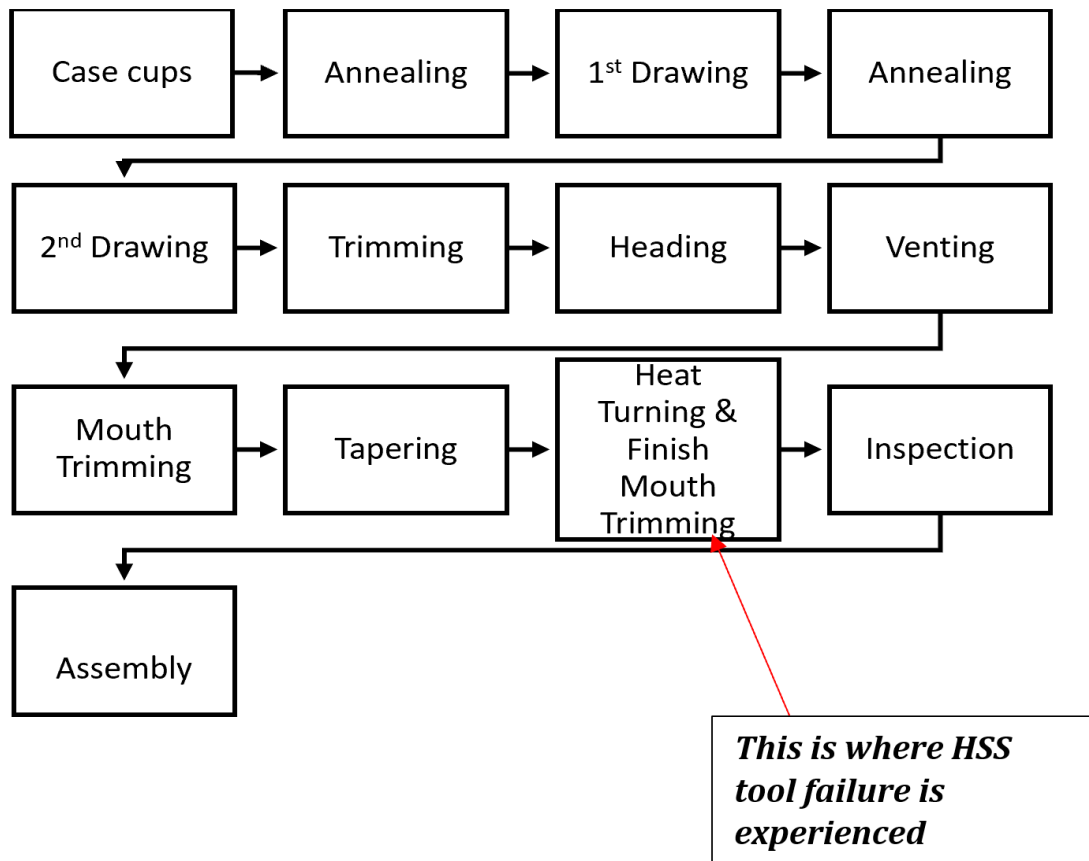 Case cups
Annealing
1st Drawing
Annealing
2nd Drawing
Trimming
Heading
Venting
Mouth
Trimming
Tapering
Heat
Turning &
Finish
Mouth
Trimming
Inspection
Assembly
This is where HSS
tool failure is
experienced